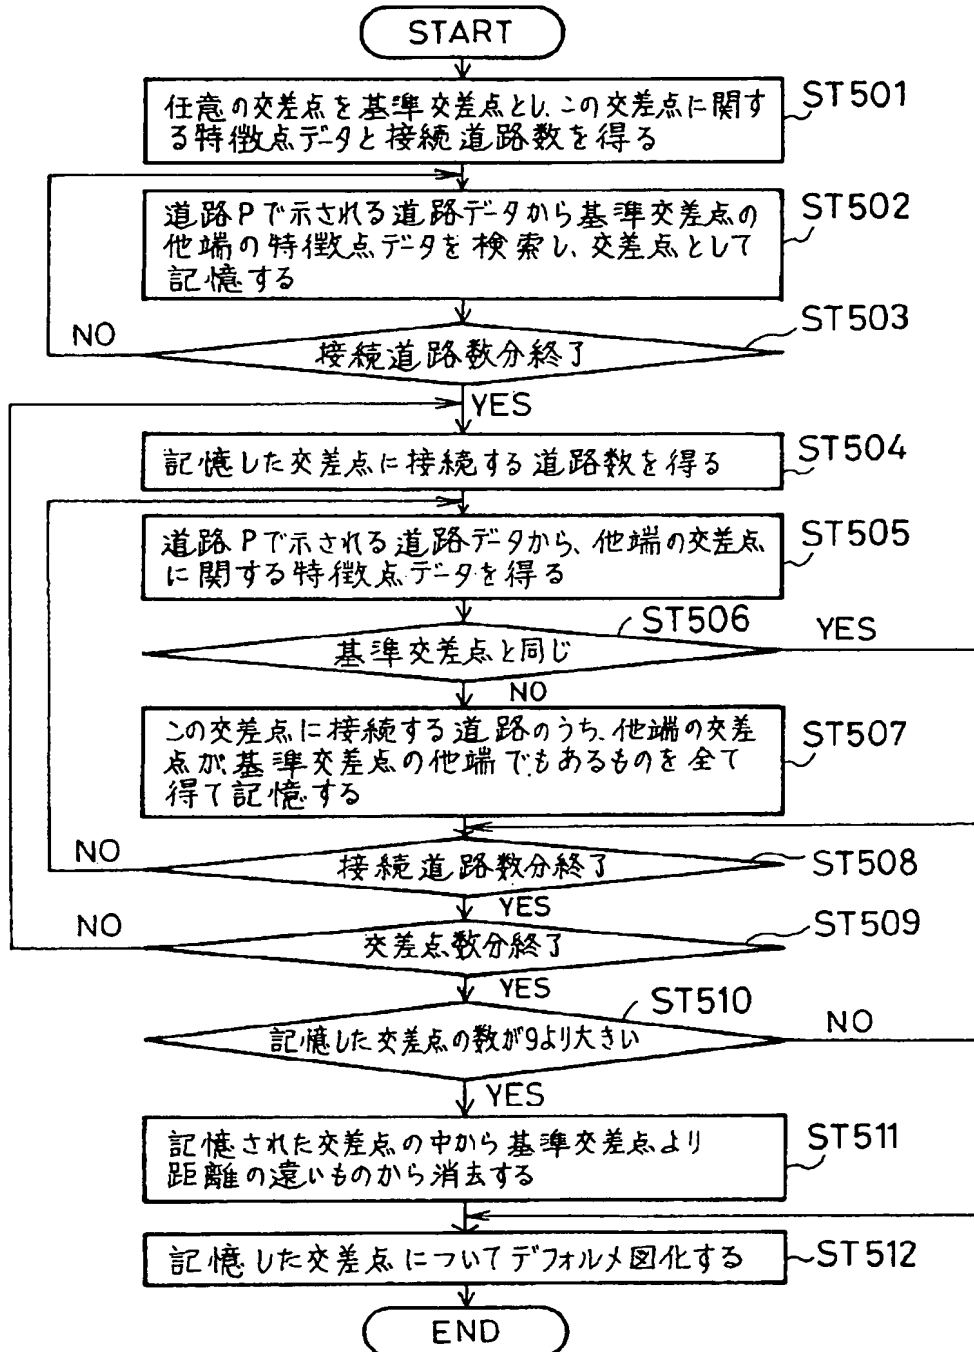 START
任意の交差点を基準交差点とし、この交差点に関す
る特徴点データと接続道路数を得る
ST501
道路Pで示される道路データから基準交差点の
他端の特徴点データを検索し、交差点として
記憶する
ST502
接続道路数分終了
ST503
NO
YES
記憶した交差点に接続する道路数を得る
ST504
道路Pで示される道路データから、他端の交差点
に関する特徴点データを得る
ST505
基準交差点と同じ
ST506
YES
NO
この交差点に接続する道路のうち、他端の交差
点が、基準交差点の他端でもあるものを全て
得て記憶する
ST507
接続道路数分終了
ST508
NO
YES
交差点数分終了
ST509
NO
YES
記憶した交差点の数が9より大きい
ST510
NO
YES
記憶された交差点の中から基準交差点より
距離の遠いものから消去する
ST511
記憶した交差点についてデフォルメ図化する
ST512
END